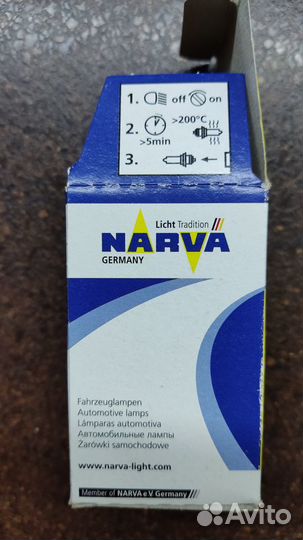 1. off on
2. >200°C
>5min
3.
Licht Tradition
NARVA
GERMANY
Fahrzeuglampen
Automotive lamps
Lámparas automotiva
Автомобильные лампы
Żarówki samochodowe
www.narva-light.com
Member of NARVA eV Germany
Avito